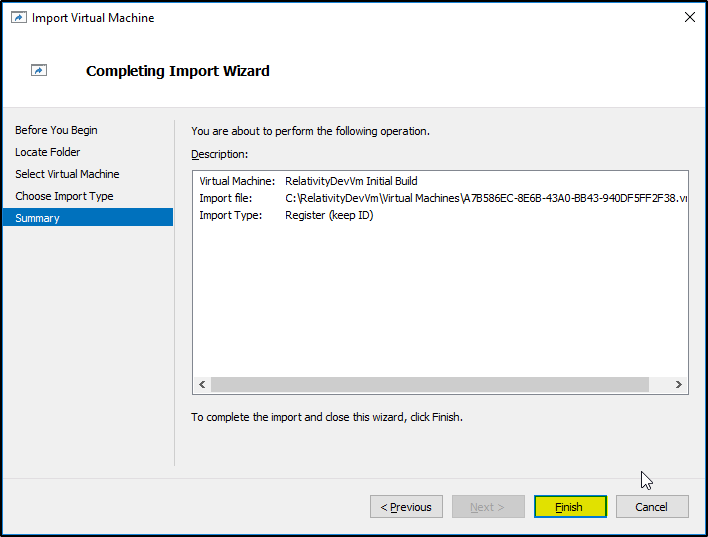 Import Virtual Machine
Completing Import Wizard
Before You Begin
Locate Folder
Select Virtual Machine
Choose Import Type
Summary
You are about to perform the following operation.
Description:
Virtual Machine: RelativityDevVm Initial Build
Import file: C:\RelativityDevVm\Virtual Machines\A7B586EC-8E6B-43A0-BB43-940DF5FF2F38.v
Import Type: Register (keep ID)
To complete the import and close this wizard, click Finish.
< Previous
Next >
Finish
Cancel